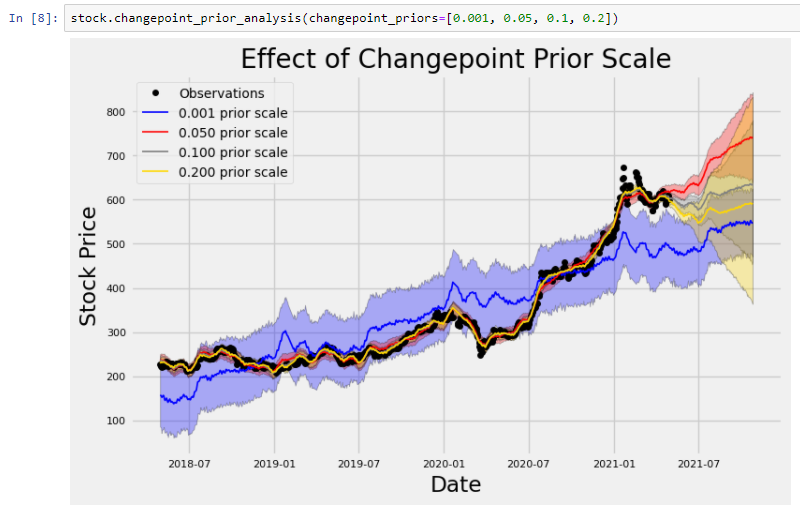 In [8]: stock.changepoint_prior_analysis(changepoint_priors=[0.001, 0.05, 0.1, 0.2])
Effect of Changepoint Prior Scale
Observations
0.001 prior scale
0.050 prior scale
0.100 prior scale
0.200 prior scale
800
700
600
500
400
300
200
100
Stock Price
2018-07 2019-01 2019-07 2020-01 2020-07 2021-01 2021-07
Date